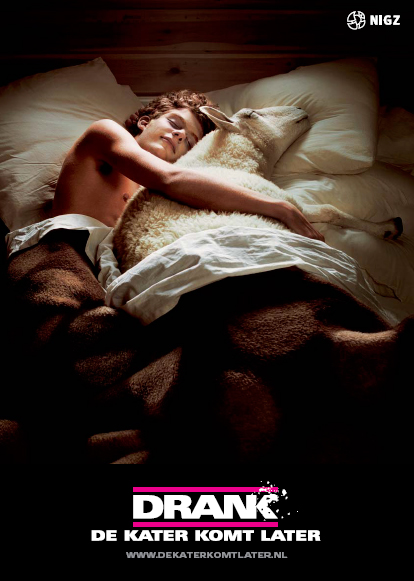 NIGZ
DRANK
DE KATER KOMT LATER
WWW.DEKATERKOMTLATER.NL